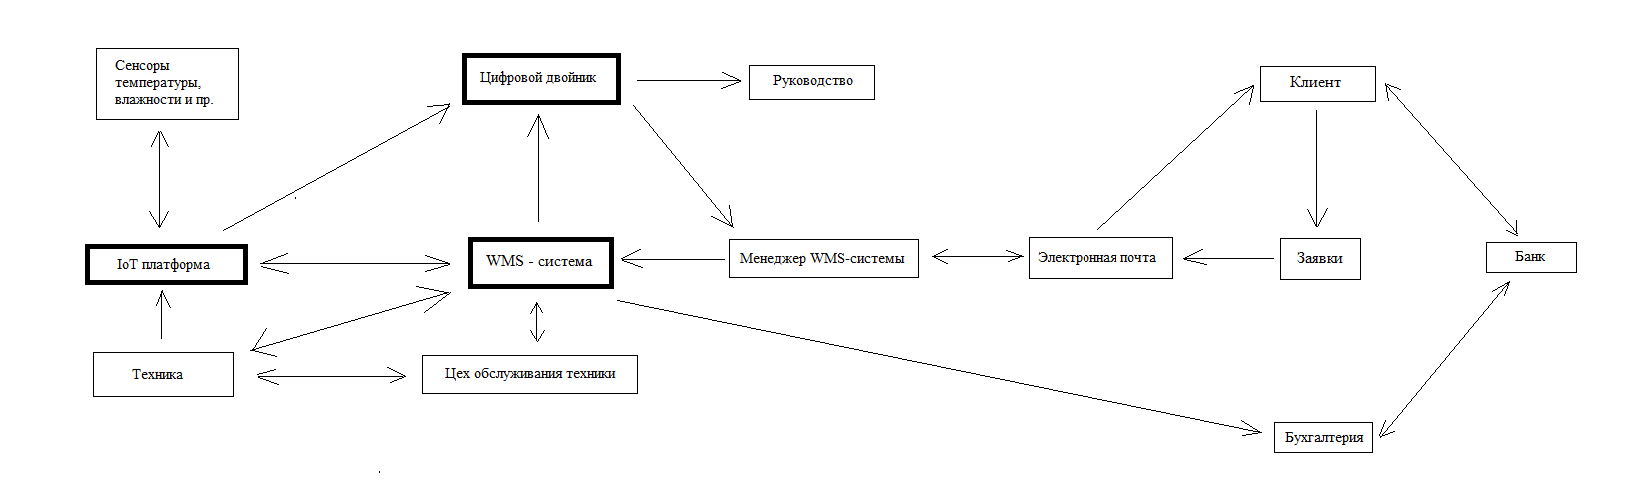 Сенсоры
температуры,
влажности и пр.
Цифровой двойник
Руководство
Клиент
IoT платформа
WMS - система
Менеджер WMS-системы
Электронная почта
Заявки
Банк
Техника
Цех обслуживания техники
Бухгалтерия